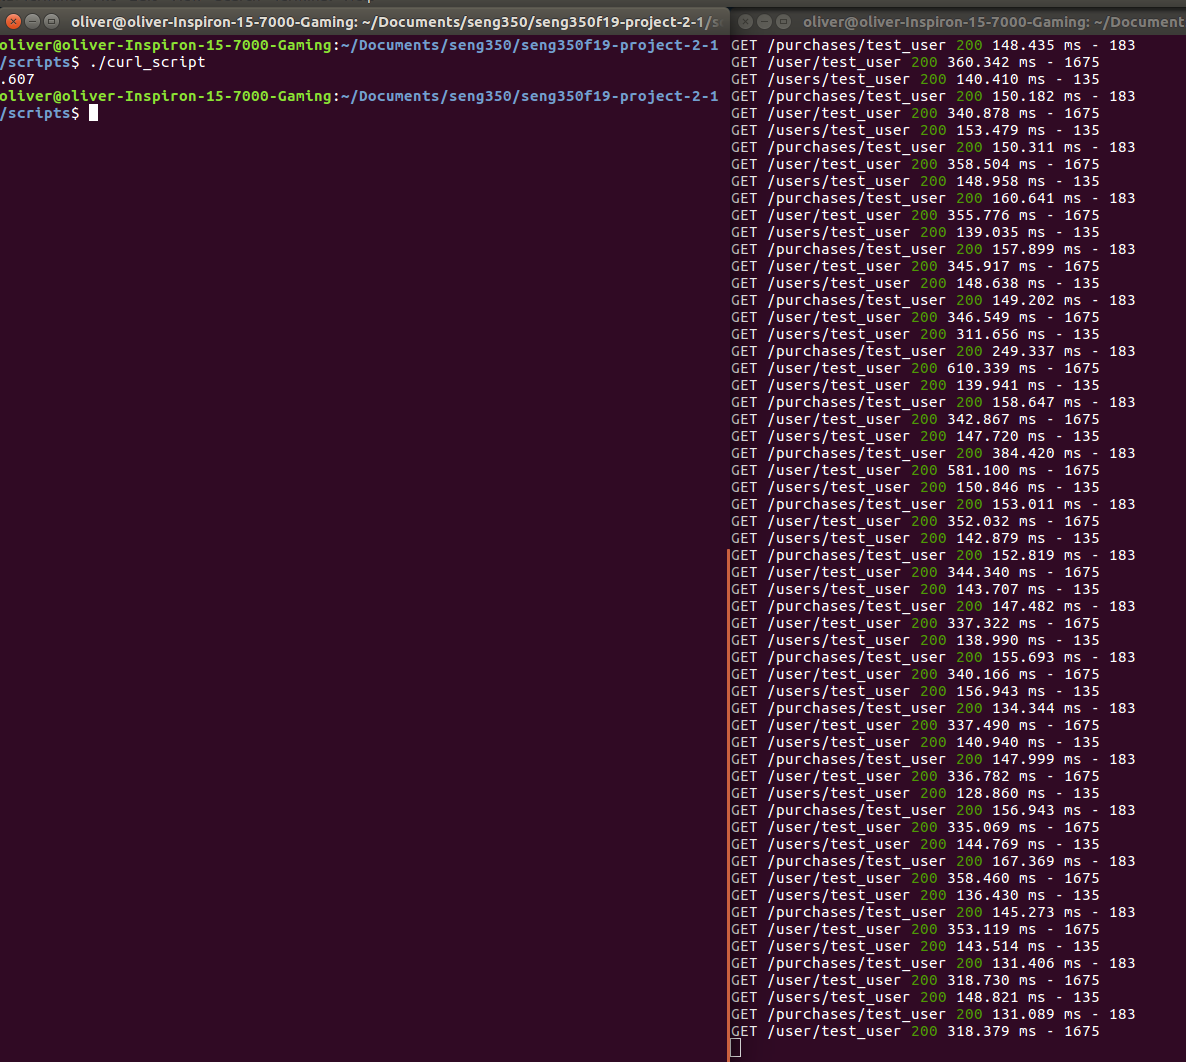 oliver@oliver-Inspiron-15-7000-Gaming: ~/Documents/seng350/seng350f19-project-2-1/sc
oliver@oliver-Inspiron-15-7000-Gaming:~/Documents/seng350/seng350f19-project-2-1
/scripts$ ./curl_script
.607
oliver@oliver-Inspiron-15-7000-Gaming:~/Documents/seng350/seng350f19-project-2-1
/scripts$
oliver@oliver-Inspiron-15-7000-Gaming: ~/Document
GET /purchases/test_user 200 148.435 ms - 183
GET /user/test_user 200 360.342 ms - 1675
GET /users/test_user 200 140.410 ms - 135
GET /purchases/test_user 200 150.182 ms - 183
GET /user/test_user 200 340.878 ms - 1675
GET /users/test_user 200 153.479 ms - 135
GET /purchases/test_user 200 150.311 ms - 183
GET /user/test_user 200 358.504 ms - 1675
GET /users/test_user 200 148.958 ms - 135
GET /purchases/test_user 200 160.641 ms - 183
GET /user/test_user 200 355.776 ms - 1675
GET /users/test_user 200 139.035 ms - 135
GET /purchases/test_user 200 157.899 ms - 183
GET /user/test_user 200 345.917 ms - 1675
GET /users/test_user 200 148.638 ms - 135
GET /purchases/test_user 200 149.202 ms - 183
GET /user/test_user 200 346.549 ms - 1675
GET /users/test_user 200 311.656 ms - 135
GET /purchases/test_user 200 249.337 ms - 183
GET /user/test_user 200 610.339 ms - 1675
GET /users/test_user 200 139.941 ms - 135
GET /purchases/test_user 200 158.647 ms - 183
GET /user/test_user 200 342.867 ms - 1675
GET /users/test_user 200 147.720 ms - 135
GET /purchases/test_user 200 384.420 ms - 183
GET /user/test_user 200 581.100 ms - 1675
GET /users/test_user 200 150.846 ms - 135
GET /purchases/test_user 200 153.011 ms - 183
GET /user/test_user 200 352.032 ms - 1675
GET /users/test_user 200 142.879 ms - 135
GET /purchases/test_user 200 152.819 ms - 183
GET /user/test_user 200 344.340 ms - 1675
GET /users/test_user 200 143.707 ms - 135
GET /purchases/test_user 200 147.482 ms - 183
GET /user/test_user 200 337.322 ms - 1675
GET /users/test_user 200 138.990 ms - 135
GET /purchases/test_user 200 155.693 ms - 183
GET /user/test_user 200 340.166 ms - 1675
GET /users/test_user 200 156.943 ms - 135
GET /purchases/test_user 200 134.344 ms - 183
GET /user/test_user 200 337.490 ms - 1675
GET /users/test_user 200 140.940 ms - 135
GET /purchases/test_user 200 147.999 ms - 183
GET /user/test_user 200 336.782 ms - 1675
GET /users/test_user 200 128.860 ms - 135
GET /purchases/test_user 200 156.943 ms - 183
GET /user/test_user 200 335.069 ms - 1675
GET /users/test_user 200 144.769 ms - 135
GET /purchases/test_user 200 167.369 ms - 183
GET /user/test_user 200 358.460 ms - 1675
GET /users/test_user 200 136.430 ms - 135
GET /purchases/test_user 200 145.273 ms - 183
GET /user/test_user 200 353.119 ms - 1675
GET /users/test_user 200 143.514 ms - 135
GET /purchases/test_user 200 131.406 ms - 183
GET /user/test_user 200 318.730 ms - 1675
GET /users/test_user 200 148.821 ms - 135
GET /purchases/test_user 200 131.089 ms - 183
GET /user/test_user 200 318.379 ms - 1675